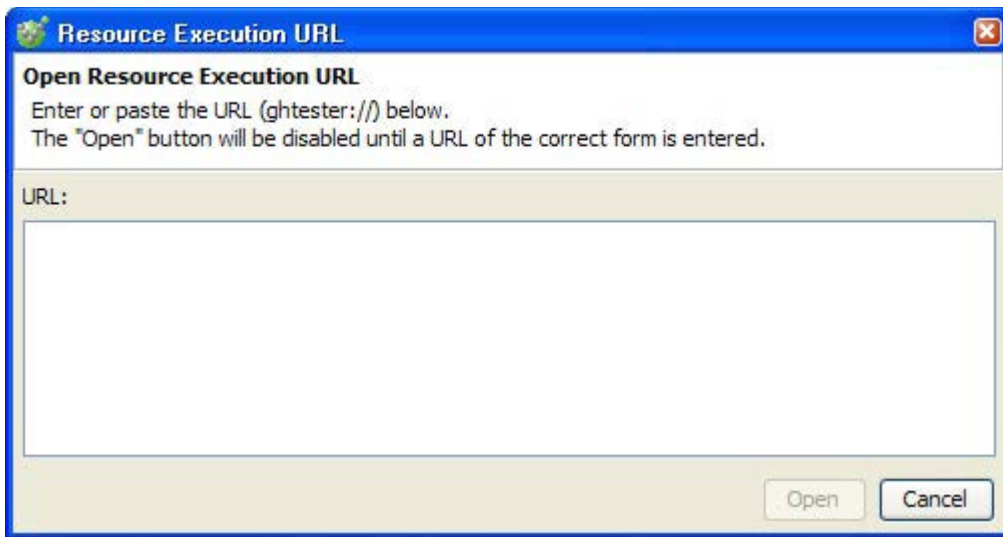 Resource Execution URL
Open Resource Execution URL
Enter or paste the URL (ghtester://) below.
The "Open" button will be disabled until a URL of the correct form is entered.
URL:
Open Cancel